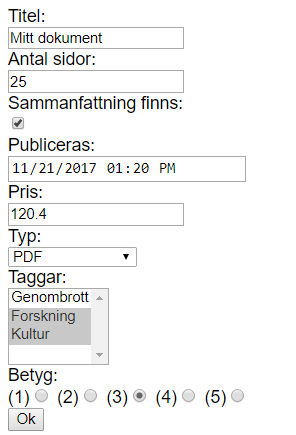 Titel:
Mitt dokument
Antal sidor:
25
Sammanfattning finns:
Publiceras:
11/21/2017 01:20 PM
Pris:
120.4
Typ:
PDF
Taggar:
Genombrott
Forskning
Kultur
Betyg:
(1) (2) (3) (4) (5)
Ok